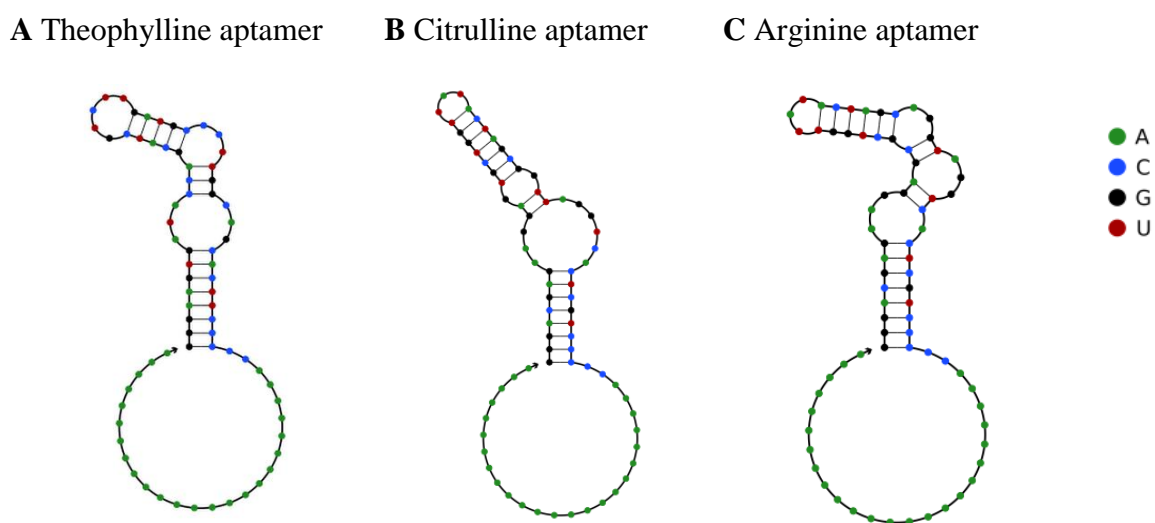 A Theophylline aptamer
B Citrulline aptamer
C Arginine aptamer
A
C
G
U